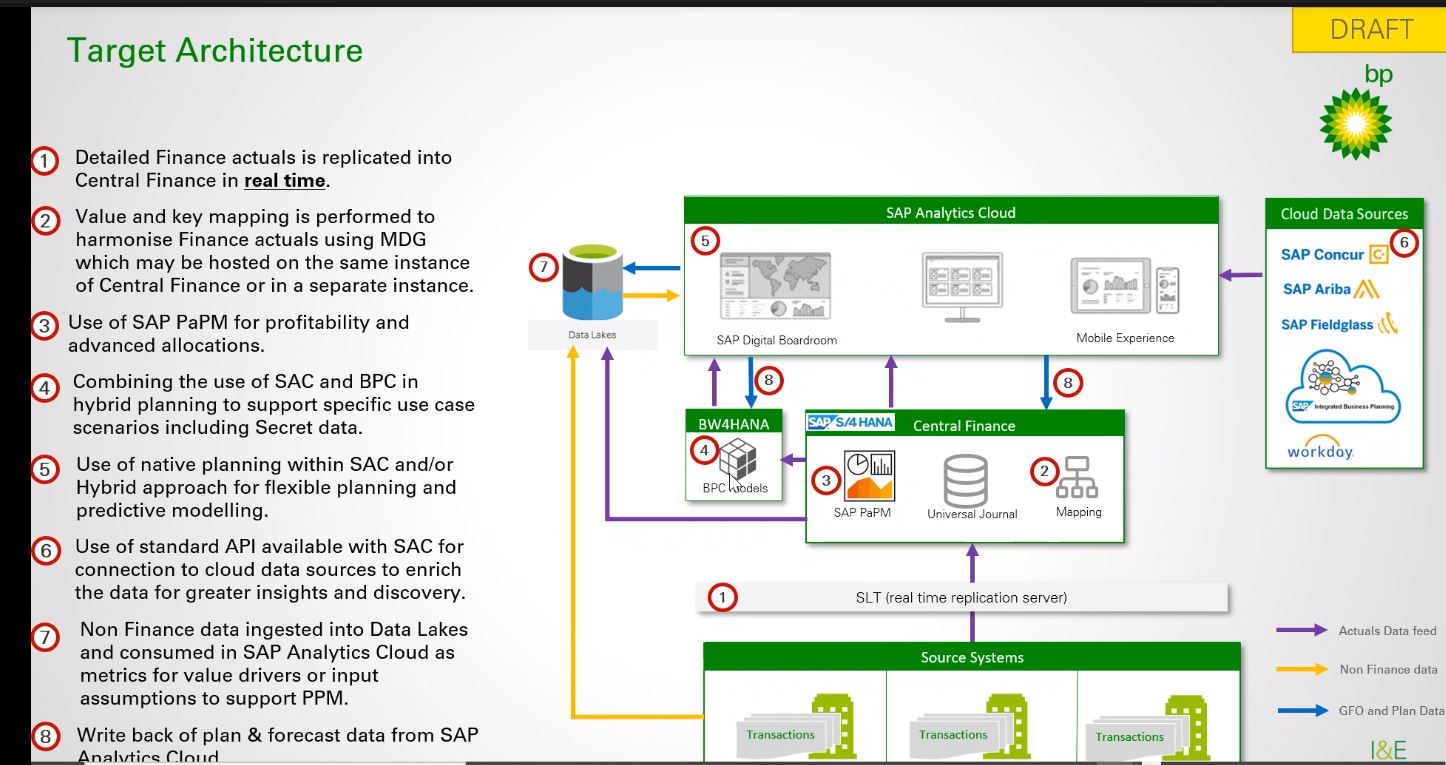 Target Architecture
DRAFT
bp
1 Detailed Finance actuals is replicated into
Central Finance in real time.
2 Value and key mapping is performed to
harmonise Finance actuals using MDG
which may be hosted on the same instance
of Central Finance or in a separate instance.
3 Use of SAP PaPM for profitability and
advanced allocations.
4 Combining the use of SAC and BPC in
hybrid planning to support specific use case
scenarios including Secret data.
5 Use of native planning within SAC and/or
Hybrid approach for flexible planning and
predictive modelling.
6 Use of standard API available with SAC for
connection to cloud data sources to enrich
the data for greater insights and discovery.
7 Non Finance data ingested into Data Lakes
and consumed in SAP Analytics Cloud as
metrics for value drivers or input
assumptions to support PPM.
8 Write back of plan & forecast data from SAP
Analytics Cloud
7
Data Lakes
SAP Analytics Cloud
5
SAP Digital Boardroom
Mobile Experience
8
8
BW4HANA
4
BPC Models
SAP S/4 HANA
Central Finance
3
SAP PaPM
Universal Journal
2
Mapping
1
SLT (real time replication server)
Source Systems
Transactions
Transactions
Transactions
Cloud Data Sources
6
SAP Concur C
SAP Ariba
SAP Fieldglass
SAP Integrated Business Planning
workday.
Actuals Data feed
Non Finance data
GFO and Plan Data
I&E